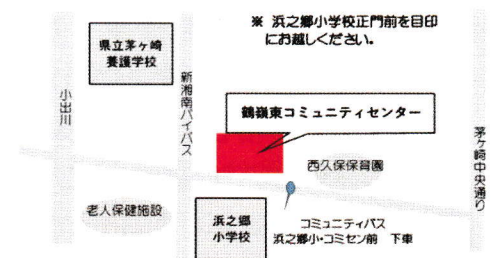 ※ 浜之郷小学校正門前を目印
にお越しください。
県立茅ヶ崎
養護学校
小出川
新湘南バイパス
鶴嶺東コミュニティセンター
茅ヶ崎中央通り
西久保保育園
老人保健施設
浜之郷
小学校
コミュニティバス
浜之郷小・コミセン前 下車